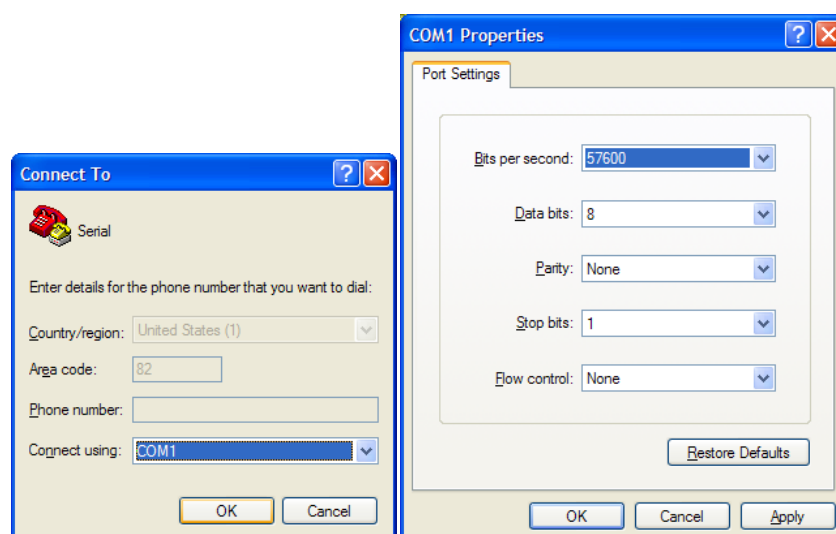 Connect To
Serial
Enter details for the phone number that you want to dial:
Country/region: United States (1)
Area code: 82
Phone number:
Connect using: COM1
OK Cancel
COM1 Properties
Port Settings
Bits per second: 57600
Data bits: 8
Parity: None
Stop bits: 1
Flow control: None
Restore Defaults
OK Cancel Apply